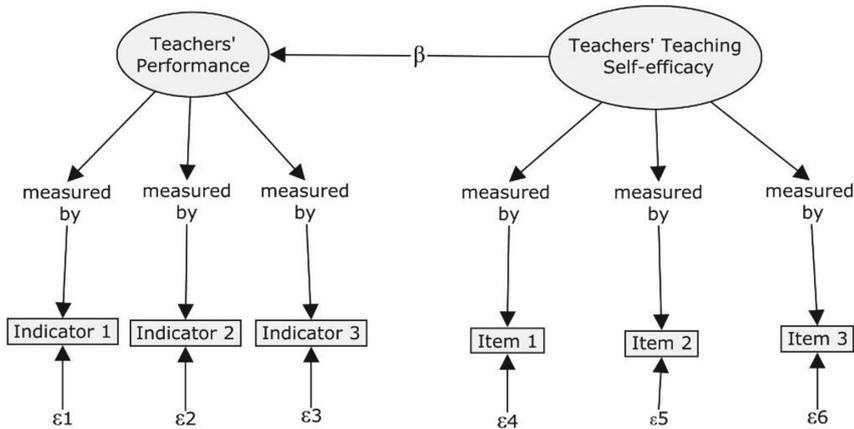 Teachers'
Performance
β
Teachers' Teaching
Self-efficacy
measured
by
measured
by
measured
by
measured
by
measured
by
measured
by
Indicator 1
Indicator 2
Indicator 3
Item 1
Item 2
Item 3
ε1
ε2
ε3
ε4
ε5
ε6